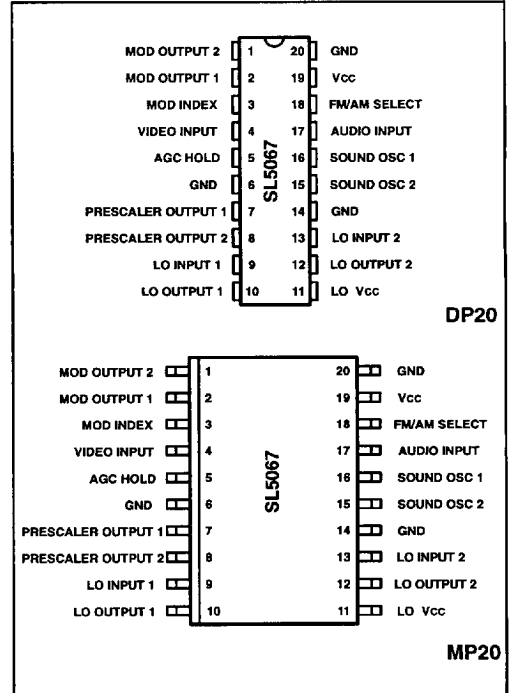 MOD OUTPUT 2 1 20 GND
MOD OUTPUT 1 2 19 Vcc
MOD INDEX 3 18 FM/AM SELECT
VIDEO INPUT 4 17 AUDIO INPUT
AGC HOLD 5 16 SOUND OSC 1
GND 6 15 SOUND OSC 2
PRESCALER OUTPUT 1 7 14 GND
PRESCALER OUTPUT 2 8 13 LO INPUT 2
LO INPUT 1 9 12 LO OUTPUT 2
LO OUTPUT 1 10 11 LO Vcc
SL5067
DP20
MOD OUTPUT 2 1 20 GND
MOD OUTPUT 1 2 19 Vcc
MOD INDEX 3 18 FM/AM SELECT
VIDEO INPUT 4 17 AUDIO INPUT
AGC HOLD 5 16 SOUND OSC 1
GND 6 15 SOUND OSC 2
PRESCALER OUTPUT 1 7 14 GND
PRESCALER OUTPUT 2 8 13 LO INPUT 2
LO INPUT 1 9 12 LO OUTPUT 2
LO OUTPUT 1 10 11 LO Vcc
SL5067
MP20